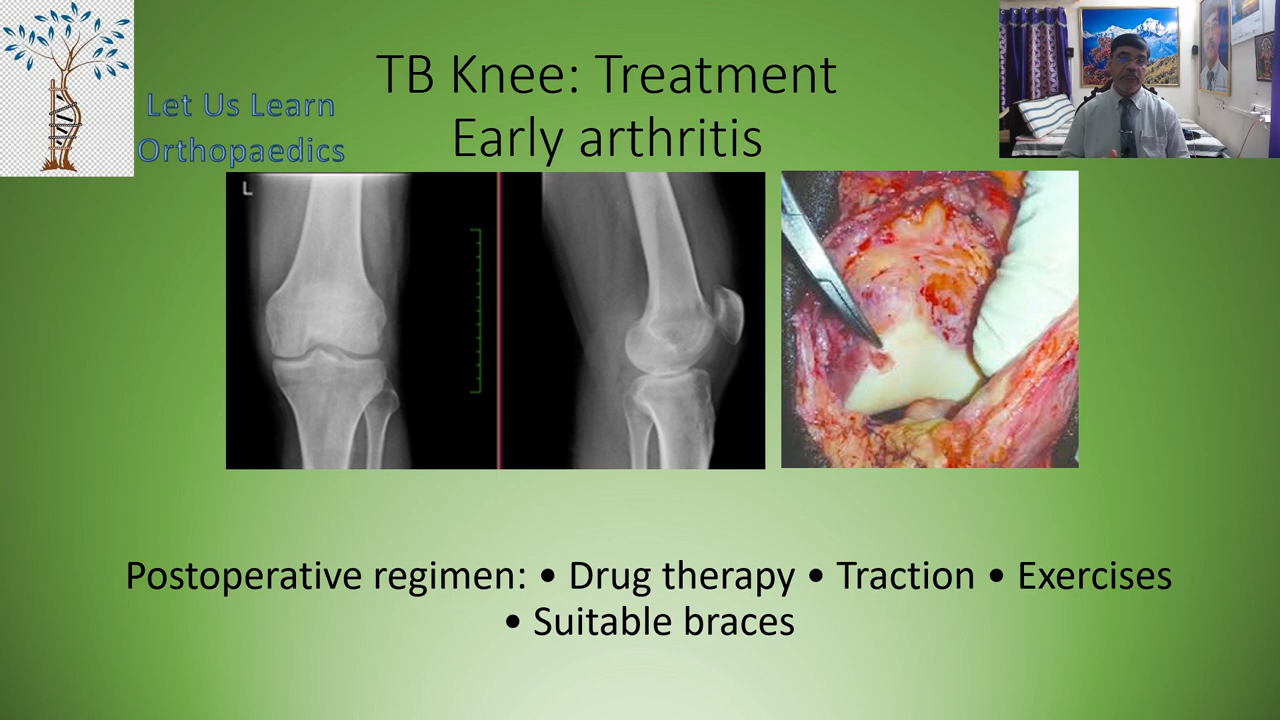 TB Knee: Treatment
Early arthritis
Let Us Learn
Orthopaedics
L
Postoperative regimen: • Drug therapy • Traction • Exercises
• Suitable braces